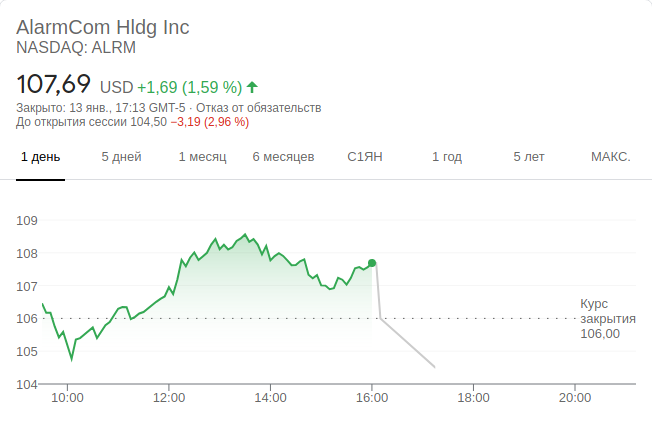 AlarmCom Hldg Inc
NASDAQ: ALRM
107,69 USD +1,69 (1,59 %)
Закрыто: 13 янв., 17:13 GMT-5 · Отказ от обязательств
До открытия сессии 104,50 −3,19 (2,96 %)
1 день 5 дней 1 месяц 6 месяцев С1ЯН 1 год 5 лет МАКС.
109
108
107
106
105
104
Курс
закрытия
106,00
10:00 12:00 14:00 16:00 18:00 20:00